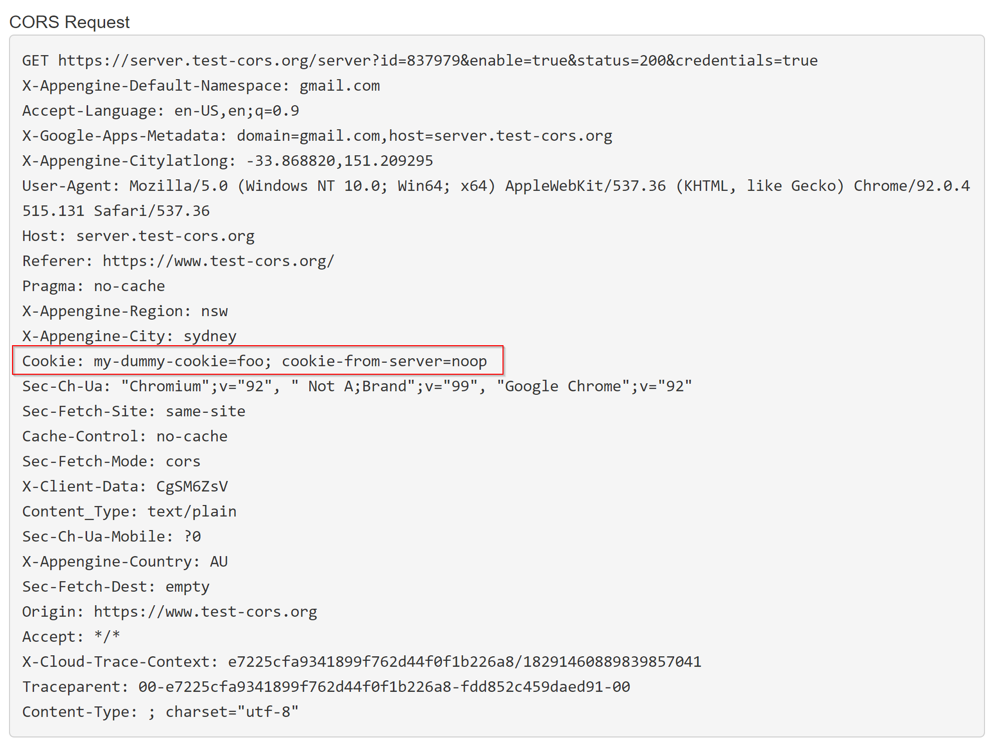 CORS Request
GET https://server.test-cors.org/server?id=837979&enable=true&status=200&credentials=true
X-Appengine-Default-Namespace: gmail.com
Accept-Language: en-US,en;q=0.9
X-Google-Apps-Metadata: domain=gmail.com,host=server.test-cors.org
X-Appengine-Citylatlong: -33.868820,151.209295
User-Agent: Mozilla/5.0 (Windows NT 10.0; Win64; x64) AppleWebKit/537.36 (KHTML, like Gecko) Chrome/92.0.4
515.131 Safari/537.36
Host: server.test-cors.org
Referer: https://www.test-cors.org/
Pragma: no-cache
X-Appengine-Region: nsw
X-Appengine-City: sydney
Cookie: my-dummy-cookie=foo; cookie-from-server=noop
Sec-Ch-Ua: "Chromium";v="92", " Not A;Brand";v="99", "Google Chrome";v="92"
Sec-Fetch-Site: same-site
Cache-Control: no-cache
Sec-Fetch-Mode: cors
X-Client-Data: CgSM6ZsV
Content_Type: text/plain
Sec-Ch-Ua-Mobile: ?0
X-Appengine-Country: AU
Sec-Fetch-Dest: empty
Origin: https://www.test-cors.org
Accept: */*
X-Cloud-Trace-Context: e7225cfa9341899f762d44f0f1b226a8/18291460889839857041
Traceparent: 00-e7225cfa9341899f762d44f0f1b226a8-fdd852c459daed91-00
Content-Type: ; charset="utf-8"